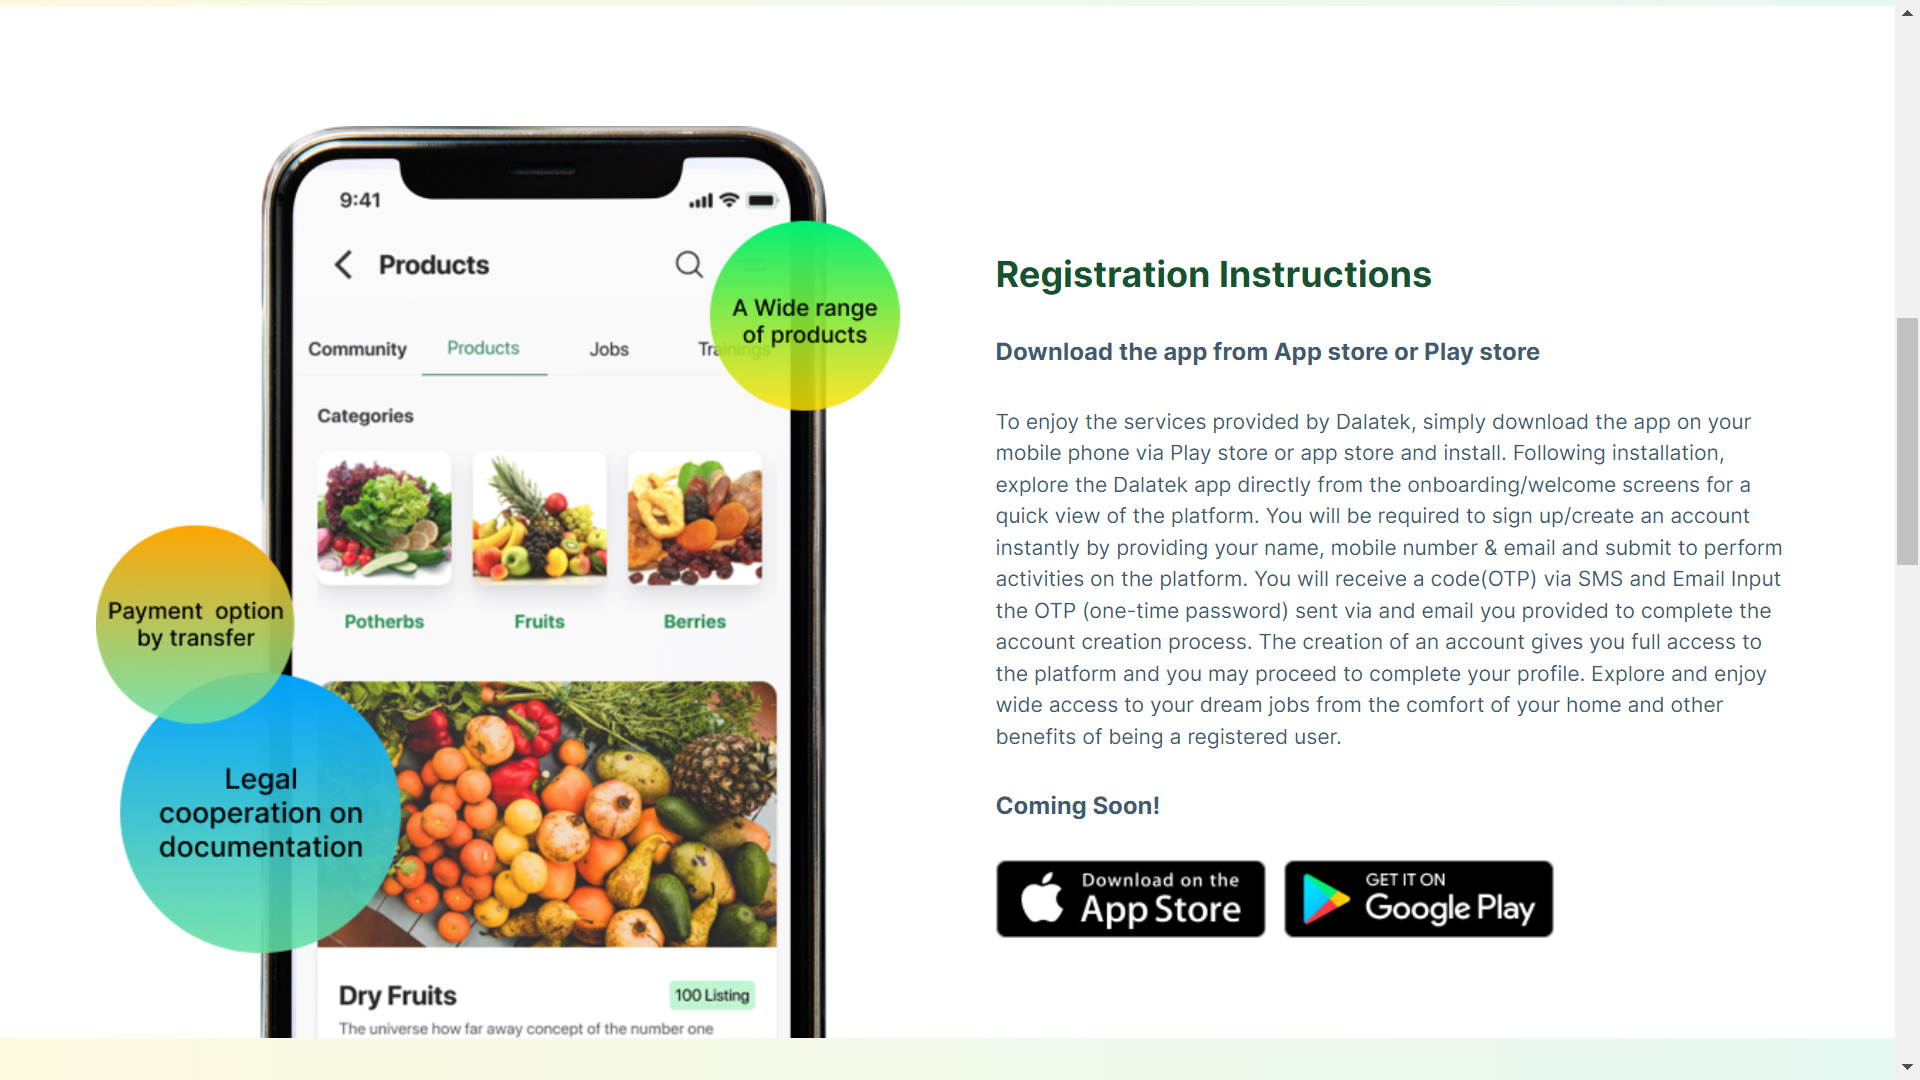 9:41
Products
A Wide range
of products
Community
Products
Jobs
Trainings
Categories
Potherbs
Fruits
Berries
Payment option
by transfer
Legal
cooperation on
documentation
Dry Fruits
100 Listing
The universe how far away concept of the number one
Registration Instructions
Download the app from App store or Play store
To enjoy the services provided by Dalatek, simply download the app on your
mobile phone via Play store or app store and install. Following installation,
explore the Dalatek app directly from the onboarding/welcome screens for a
quick view of the platform. You will be required to sign up/create an account
instantly by providing your name, mobile number & email and submit to perform
activities on the platform. You will receive a code(OTP) via SMS and Email Input
the OTP (one-time password) sent via and email you provided to complete the
account creation process. The creation of an account gives you full access to
the platform and you may proceed to complete your profile. Explore and enjoy
wide access to your dream jobs from the comfort of your home and other
benefits of being a registered user.
Coming Soon!
Download on the
App Store
GET IT ON
Google Play